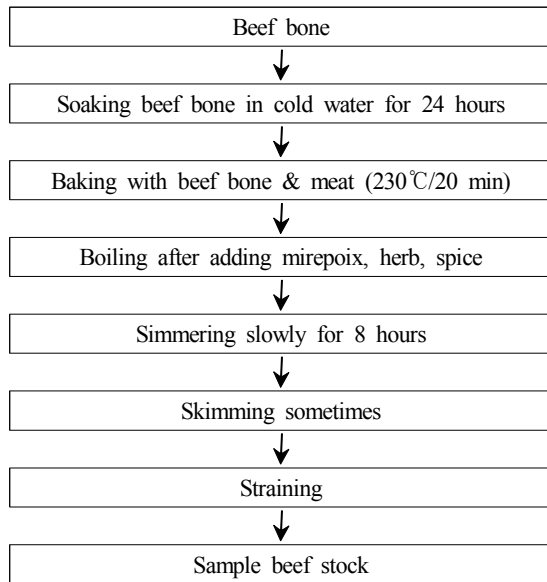 Beef bone
Soaking beef bone in cold water for 24 hours
Baking with beef bone & meat (230℃/20 min)
Boiling after adding mirepoix, herb, spice
Simmering slowly for 8 hours
Skimming sometimes
Straining
Sample beef stock